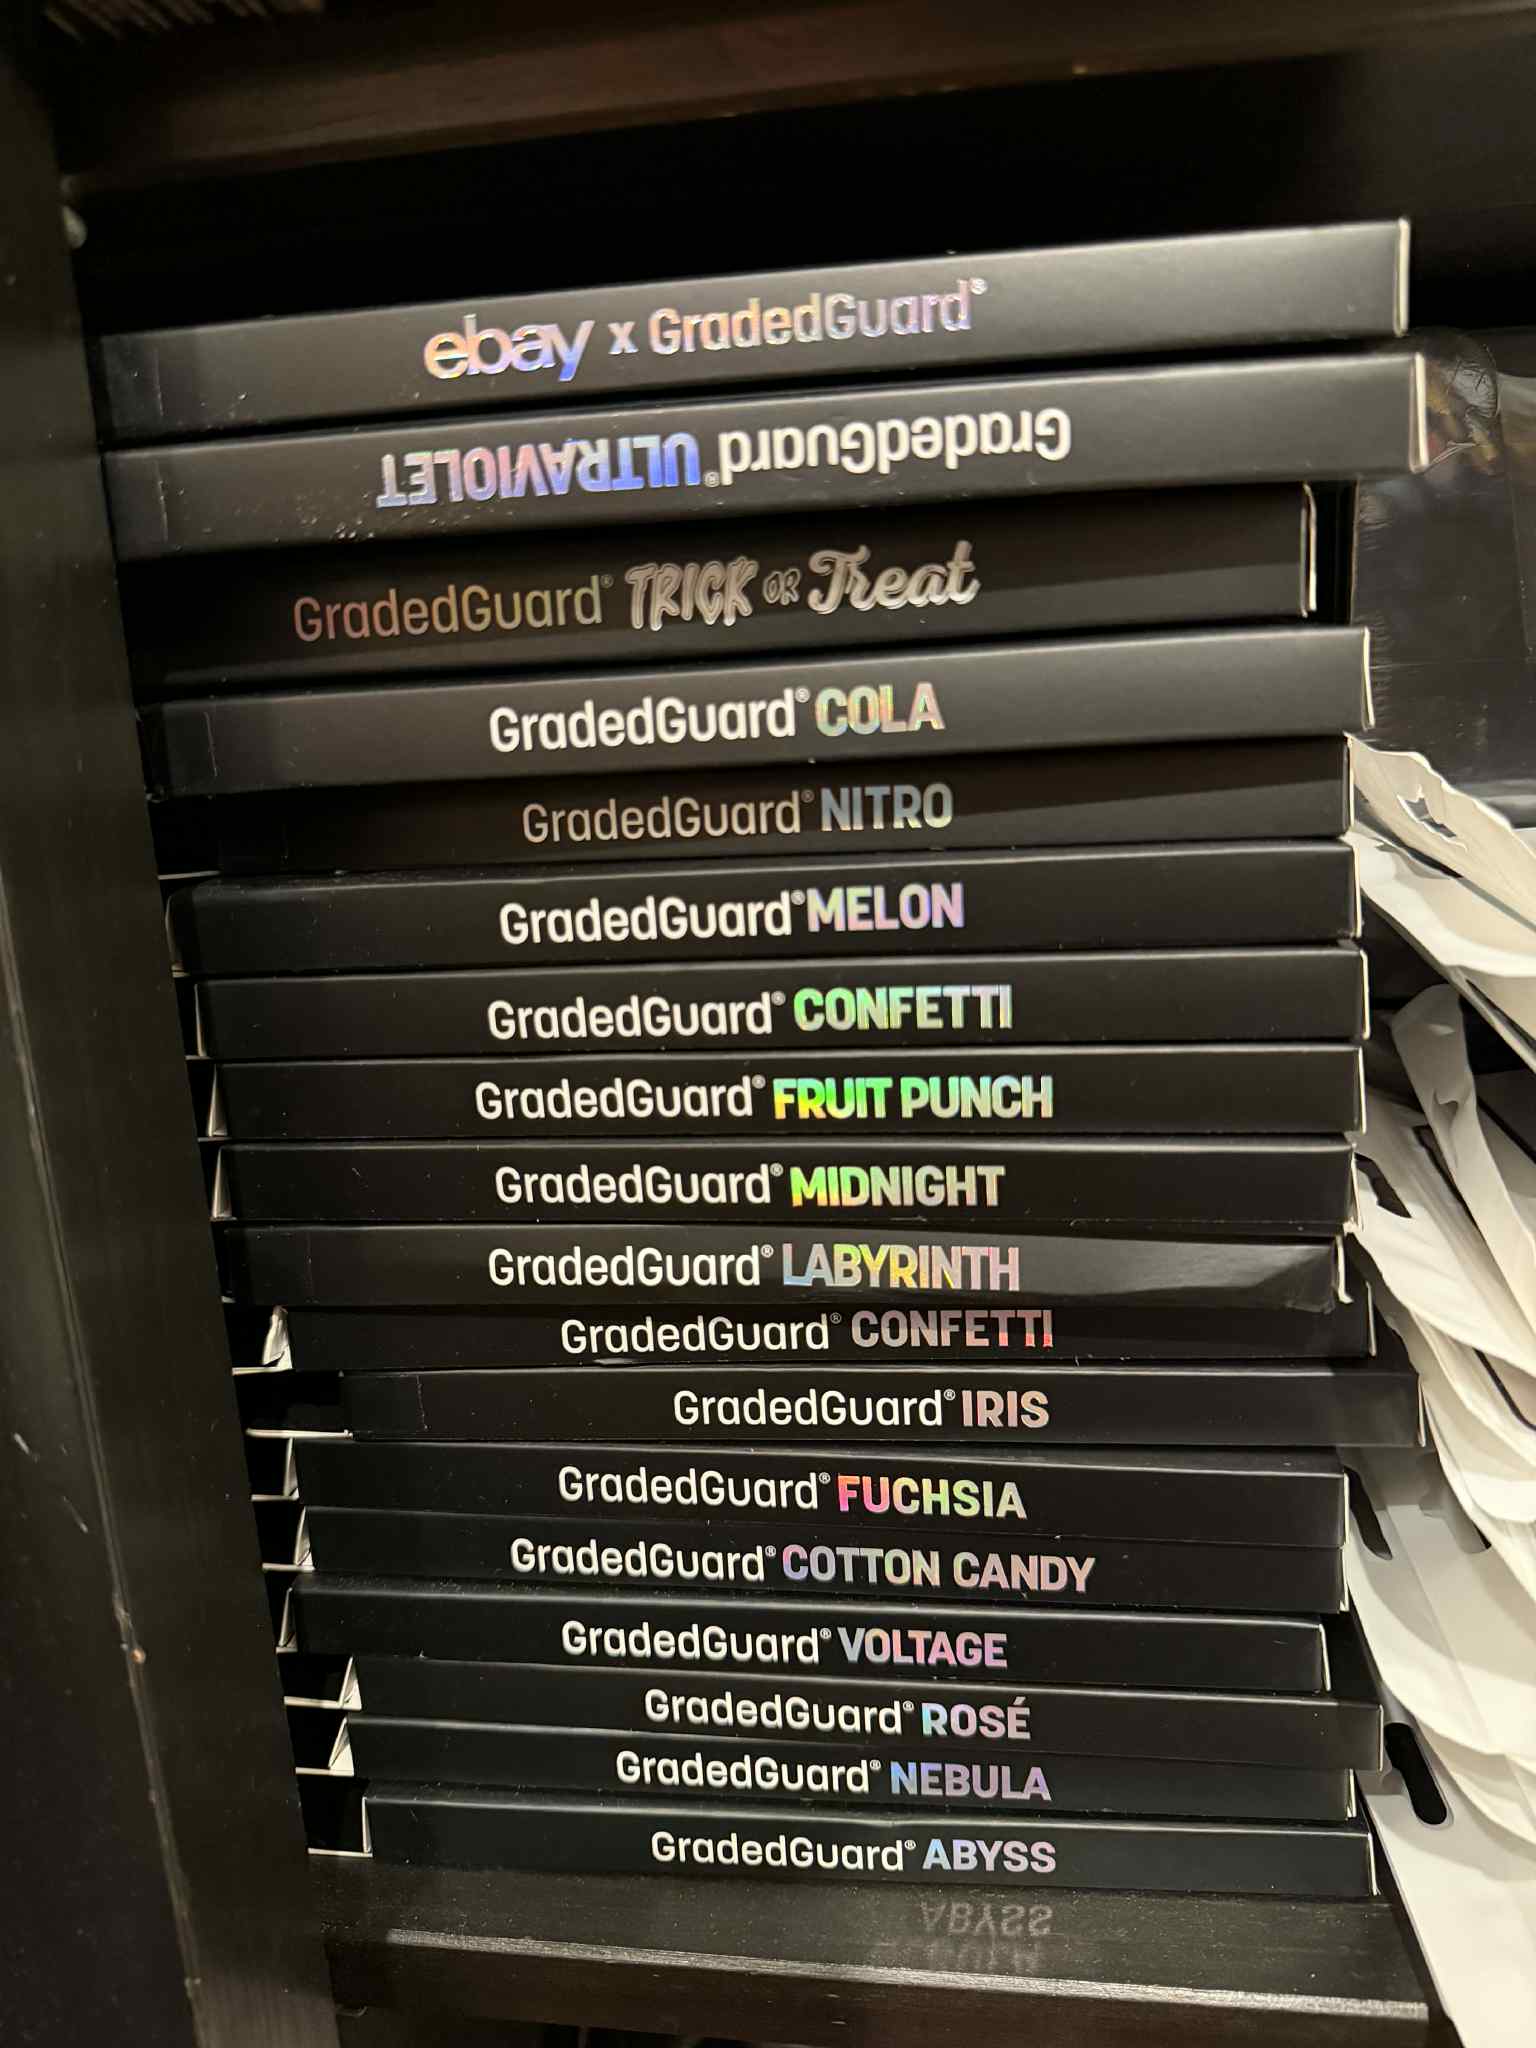 ebay x GradedGuard®
GradedGuard® ULTRAVIOLET
GradedGuard® TRICK OR Treat
GradedGuard® COLA
GradedGuard® NITRO
GradedGuard® MELON
GradedGuard® CONFETTI
GradedGuard® FRUIT PUNCH
GradedGuard® MIDNIGHT
GradedGuard® LABYRINTH
GradedGuard® CONFETTI
GradedGuard® IRIS
GradedGuard® FUCHSIA
GradedGuard® COTTON CANDY
GradedGuard® VOLTAGE
GradedGuard® ROSÉ
GradedGuard® NEBULA
GradedGuard® ABYSS
ABYSS